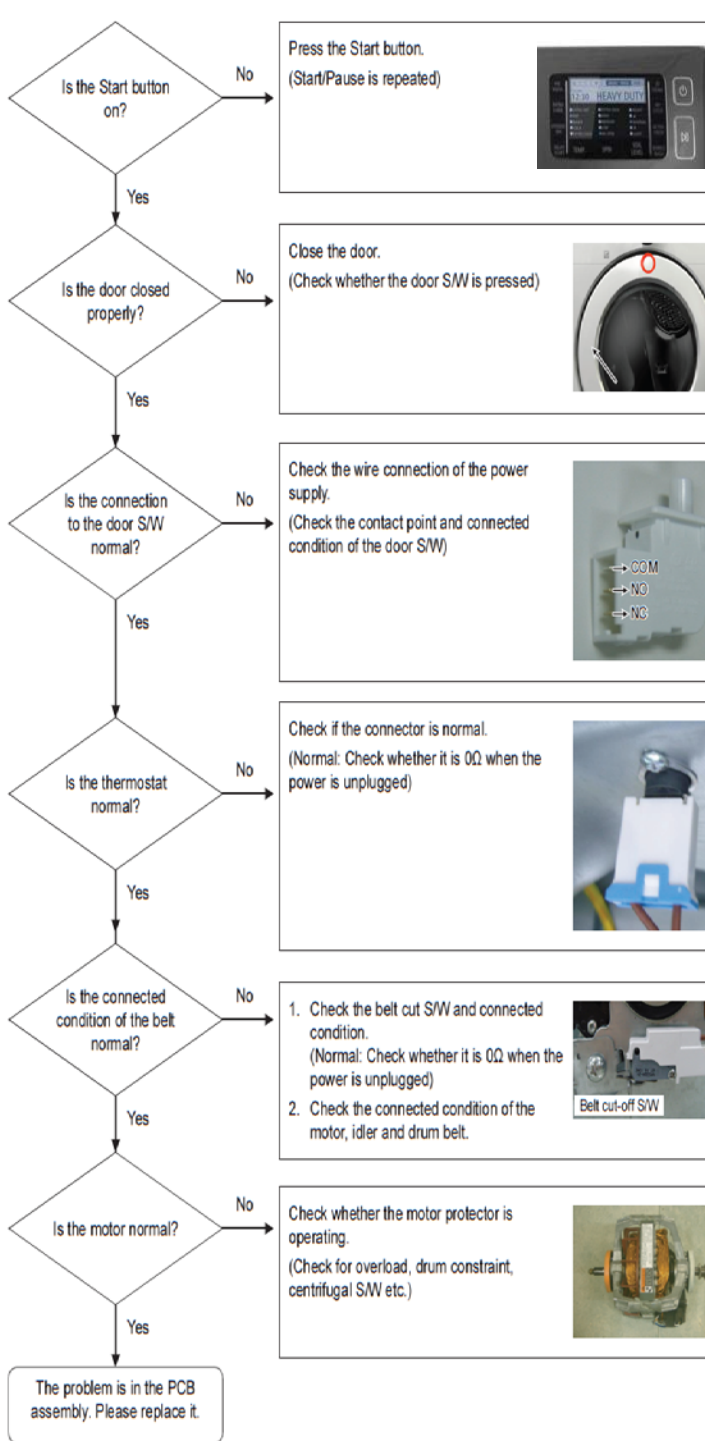 Is the Start button
on?
No
Press the Start button.
(Start/Pause is repeated)
12:30 HEAVY DUTY
Yes
Is the door closed
properly?
No
Close the door.
(Check whether the door S/W is pressed)
Yes
Is the connection
to the door S/W
normal?
No
Check the wire connection of the power
supply.
(Check the contact point and connected
condition of the door S/W)
COM
NO
NC
Yes
Is the thermostat
normal?
No
Check if the connector is normal.
(Normal: Check whether it is 0Ω when the
power is unplugged)
Yes
Is the connected
condition of the belt
normal?
No
1. Check the belt cut S/W and connected
condition.
(Normal: Check whether it is 0Ω when the
power is unplugged)
2. Check the connected condition of the
motor, idler and drum belt.
Belt cut-off S/W
Yes
Is the motor normal?
No
Check whether the motor protector is
operating.
(Check for overload, drum constraint,
centrifugal S/W etc.)
Yes
The problem is in the PCB
assembly. Please replace it.